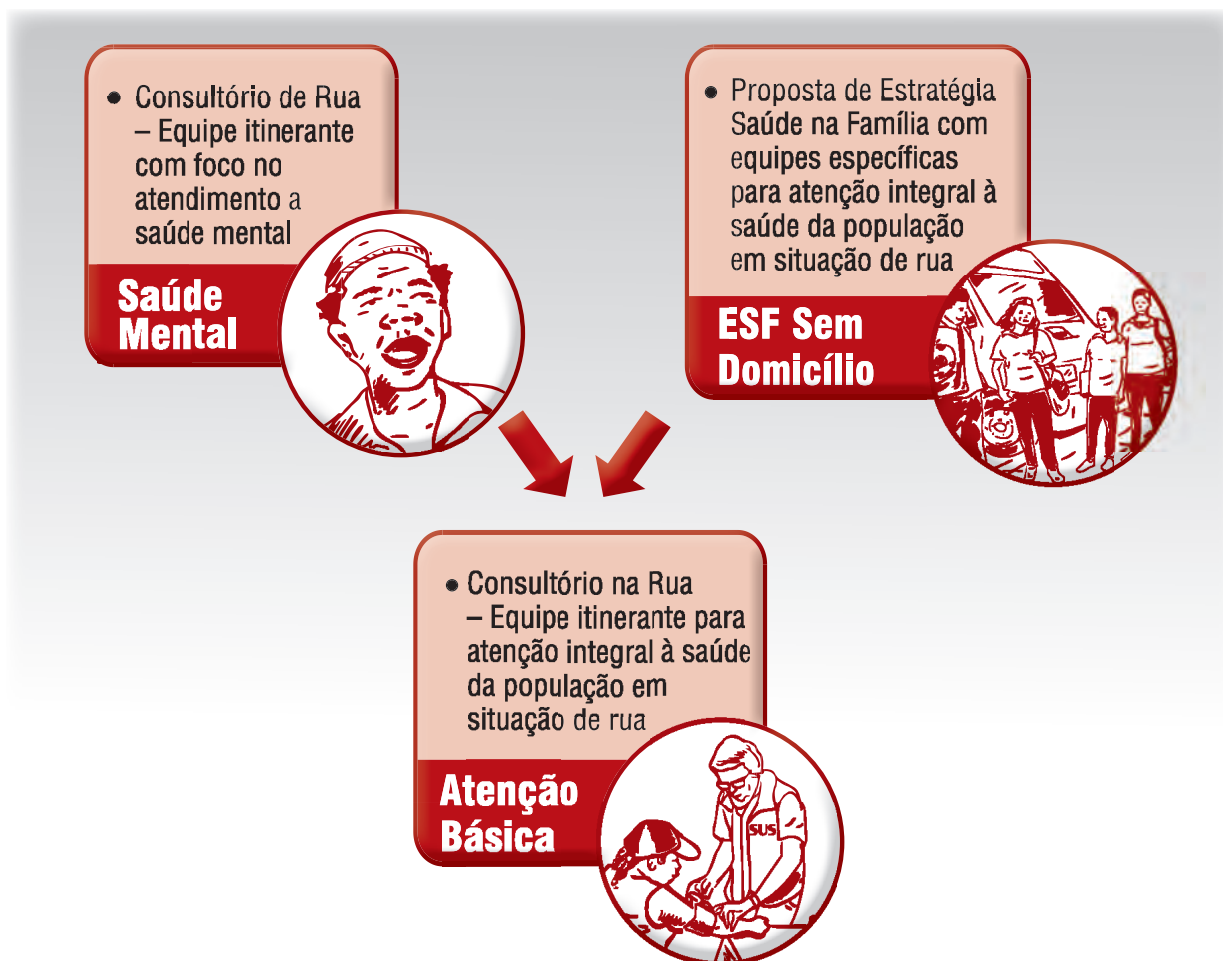 • Consultório de Rua
– Equipe itinerante
com foco no
atendimento a
saúde mental
Saúde
Mental
• Proposta de Estratégia
Saúde na Família com
equipes específicas
para atenção integral à
saúde da população
em situação de rua
ESF Sem
Domicílio
• Consultório na Rua
– Equipe itinerante para
atenção integral à saúde
da população em
situação de rua
Atenção
Básica
SUS